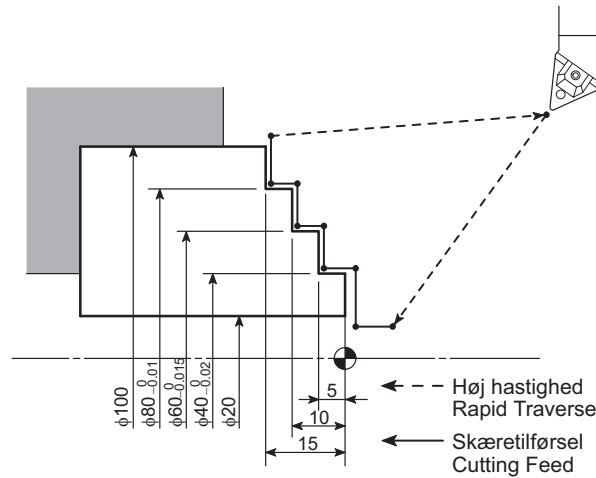 5
10
15
ϕ100
ϕ80 0 -0.01
ϕ60 0 -0.015
ϕ40 0 -0.02
ϕ20
Høj hastighed
Rapid Traverse
Skæretilførsel
Cutting Feed